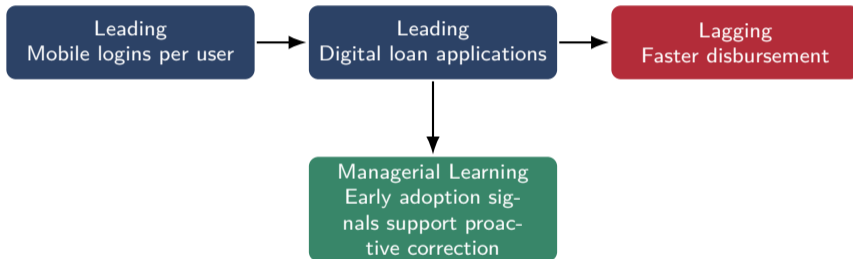 Leading
Mobile logins per user
Leading
Digital loan applications
Lagging
Faster disbursement
Managerial Learning
Early adoption sig-
nals support proac-
tive correction